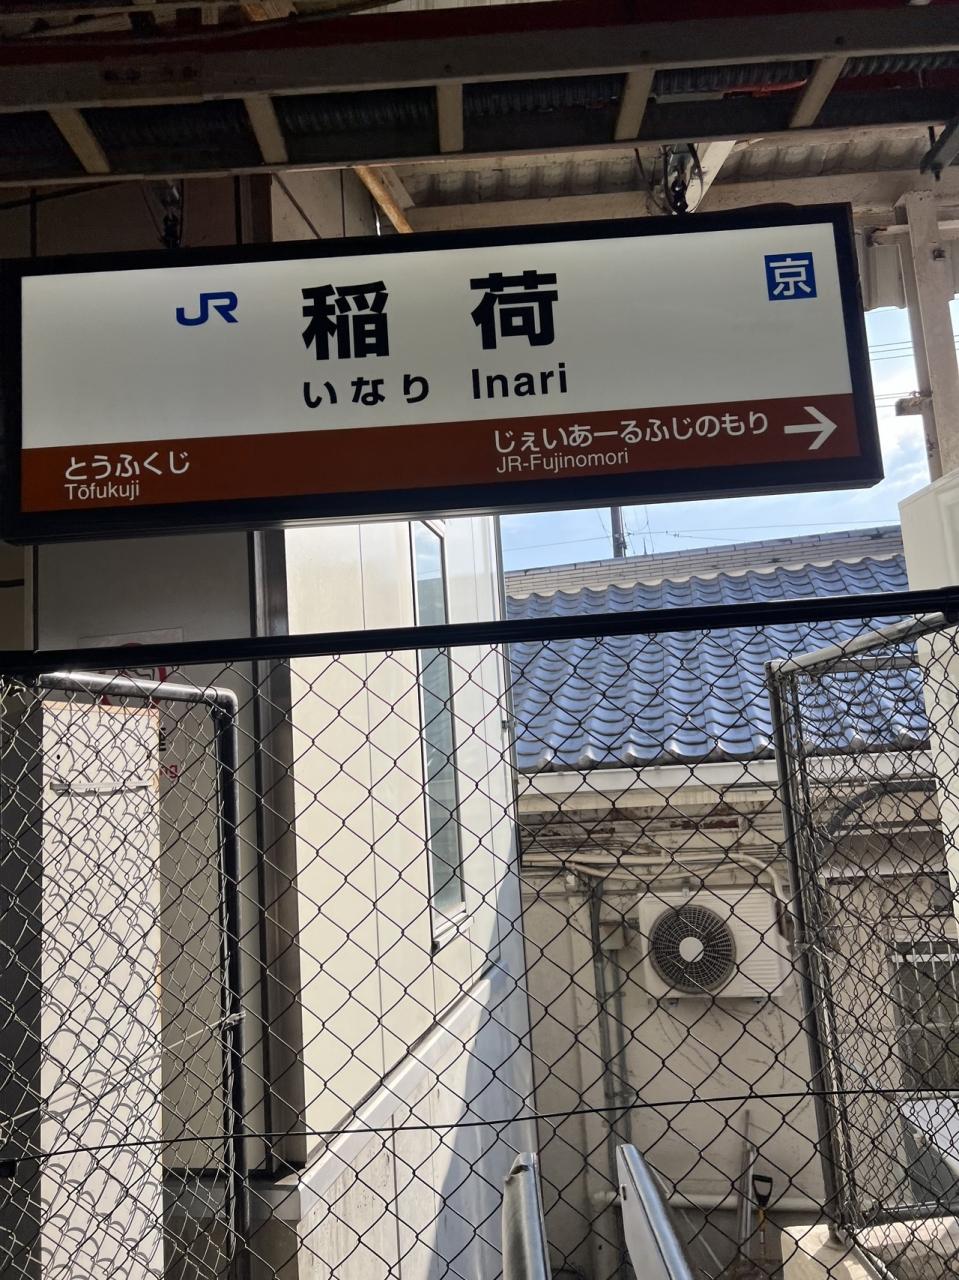 JR
稲荷
京
いなり Inari
とうふくじ
Tōfukuji
じぇいあーるふじのもり →
JR-Fujinomori